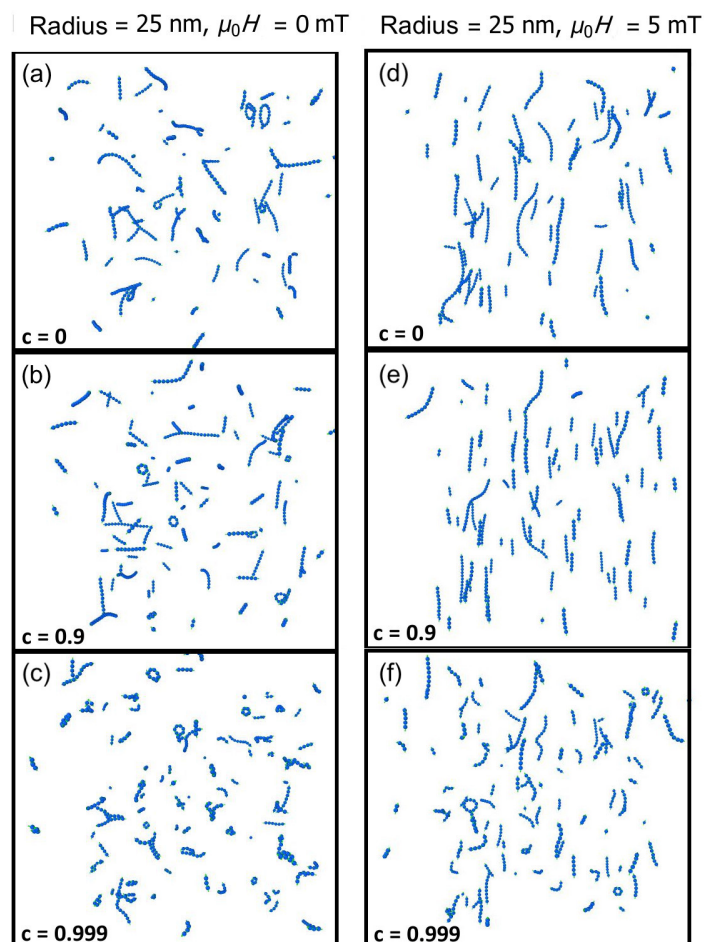 Radius = 25 nm, μ₀H = 0 mT
Radius = 25 nm, μ₀H = 5 mT
(a)
c = 0
(d)
c = 0
(b)
c = 0.9
(e)
c = 0.9
(c)
c = 0.999
(f)
c = 0.999